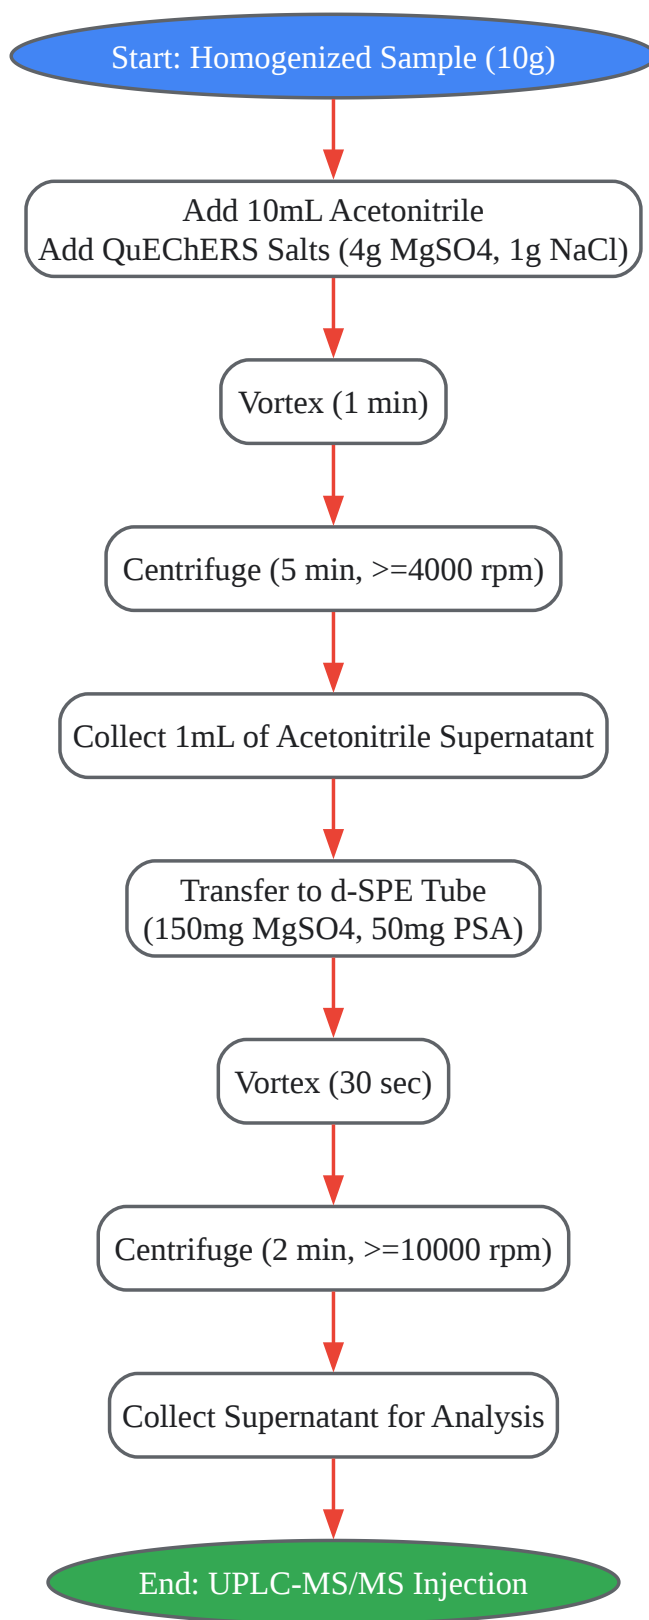 Start: Homogenized Sample (10g)
Add 10mL Acetonitrile
Add QuEChERS Salts (4g MgSO4, 1g NaCl)
Vortex (1 min)
Centrifuge (5 min, >=4000 rpm)
Collect 1mL of Acetonitrile Supernatant
Transfer to d-SPE Tube
(150mg MgSO4, 50mg PSA)
Vortex (30 sec)
Centrifuge (2 min, >=10000 rpm)
Collect Supernatant for Analysis
End: UPLC-MS/MS Injection